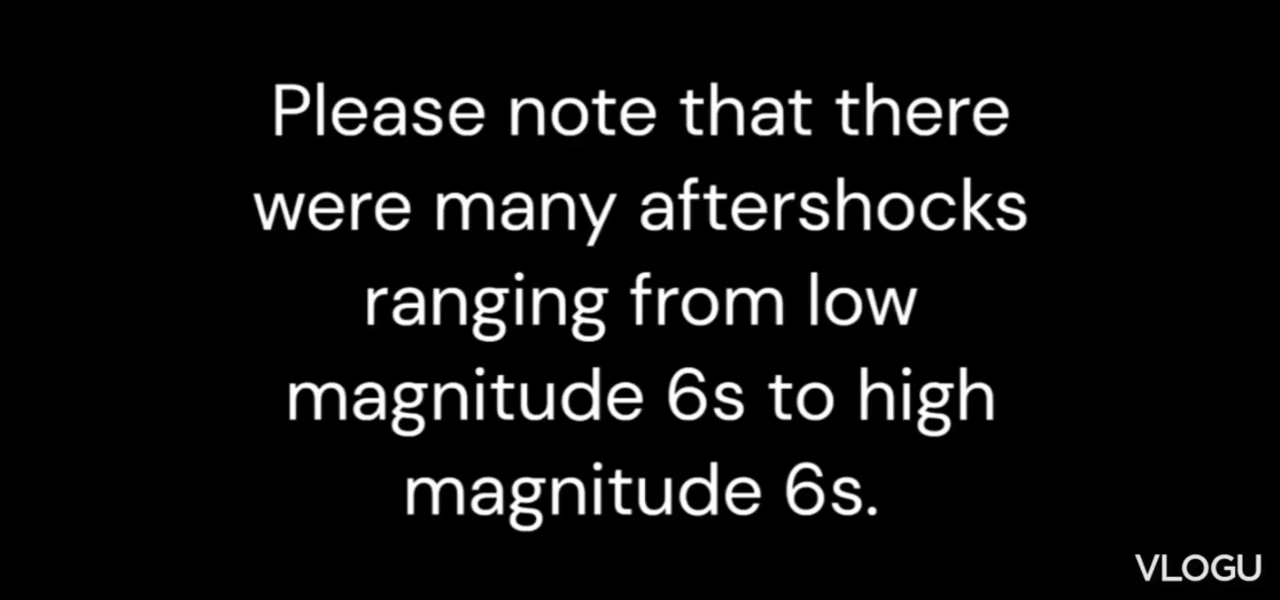 Please note that there
were many aftershocks
ranging from low
magnitude 6s to high
magnitude 6s.
VLOGU